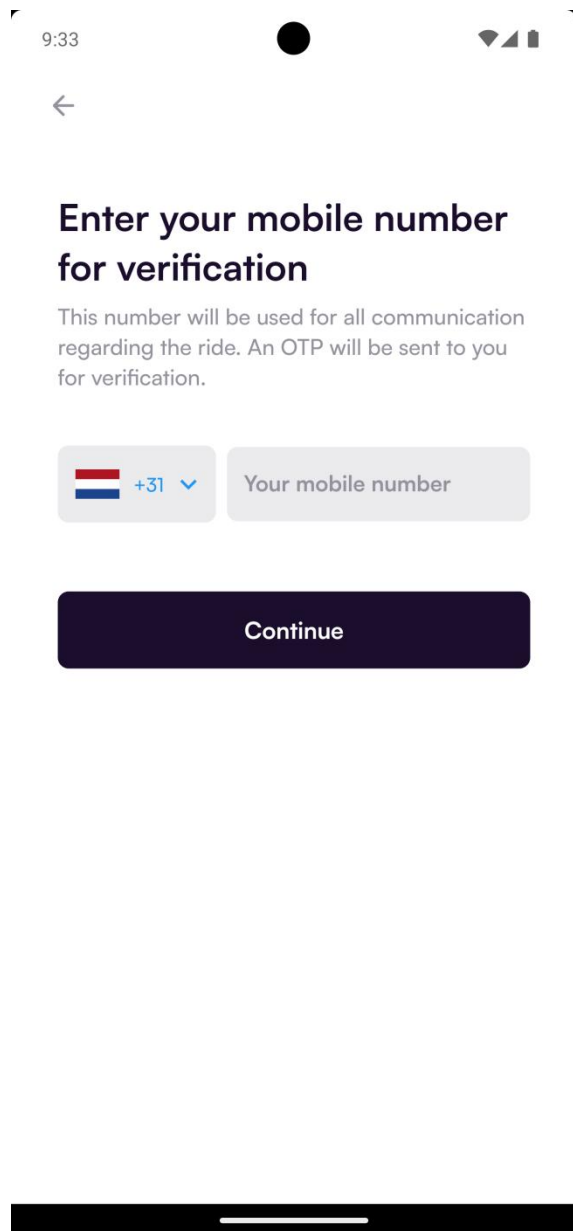 9:33
Enter your mobile number
for verification
This number will be used for all communication
regarding the ride. An OTP will be sent to you
for verification.
+31 Your mobile number
Continue